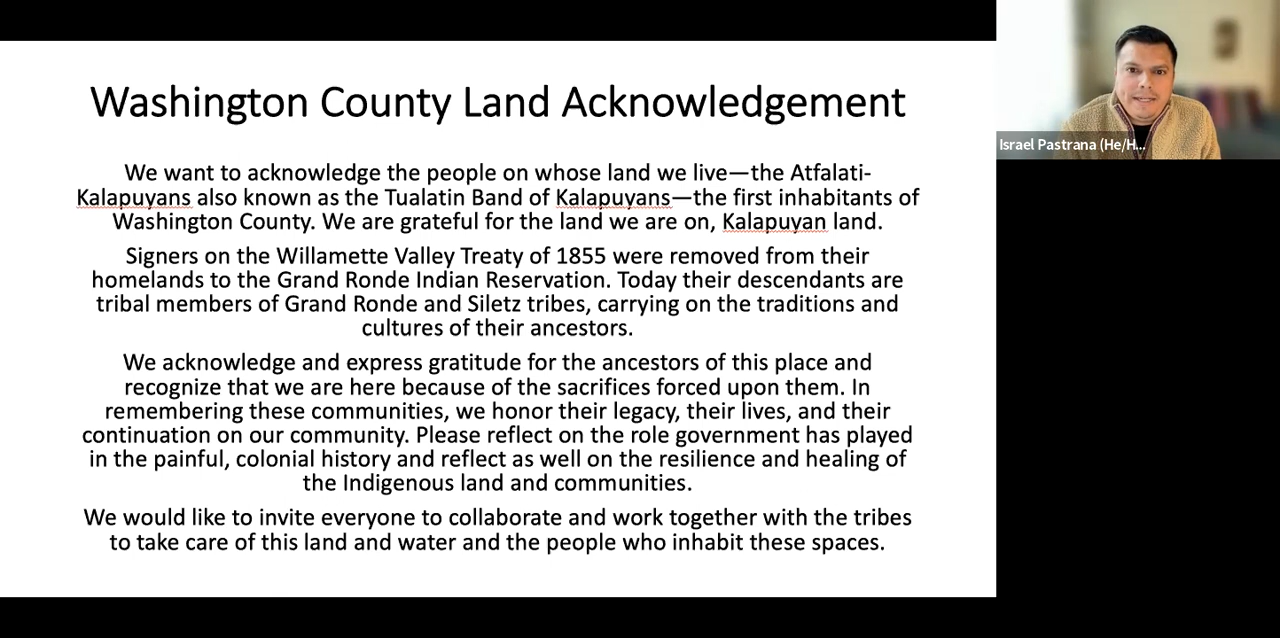 Washington County Land Acknowledgement
We want to acknowledge the people on whose land we live—the Atfalati-
Kalapuyans also known as the Tualatin Band of Kalapuyans—the first inhabitants of
Washington County. We are grateful for the land we are on, Kalapuyan land.
Signers on the Willamette Valley Treaty of 1855 were removed from their
homelands to the Grand Ronde Indian Reservation. Today their descendants are
tribal members of Grand Ronde and Siletz tribes, carrying on the traditions and
cultures of their ancestors.
We acknowledge and express gratitude for the ancestors of this place and
recognize that we are here because of the sacrifices forced upon them. In
remembering these communities, we honor their legacy, their lives, and their
continuation on our community. Please reflect on the role government has played
in the painful, colonial history and reflect as well on the resilience and healing of
the Indigenous land and communities.
We would like to invite everyone to collaborate and work together with the tribes
to take care of this land and water and the people who inhabit these spaces.
Israel Pastrana (He/H...